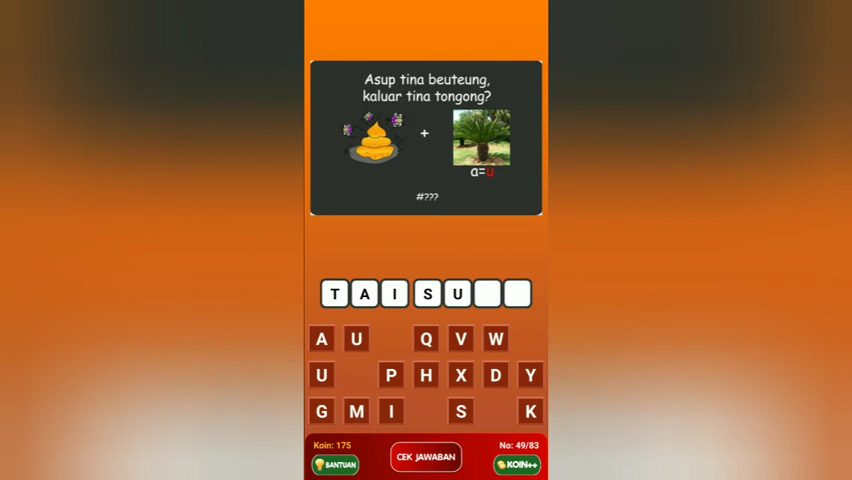 Asup tina beuteung,
kaluar tina tongong?
+
a=u
#???
T A I S U
A U Q V W
U P H X D Y
G M I S K
Koin: 175
No: 49/83
BANTUAN
CEK JAWABAN
KOIN++